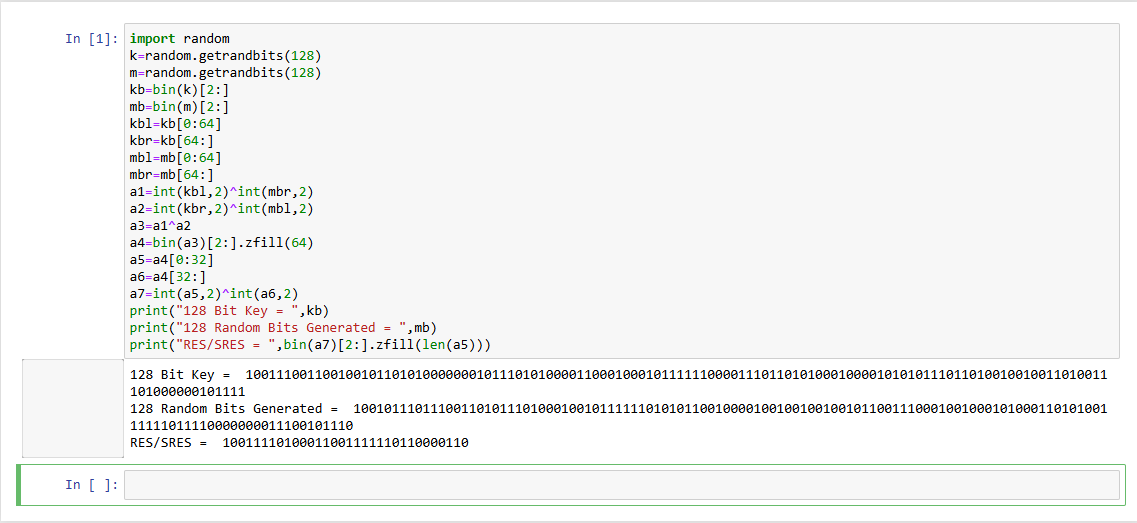 In [1]: import random
k=random.getrandbits(128)
m=random.getrandbits(128)
kb=bin(k)[2:]
mb=bin(m)[2:]
kbl=kb[0:64]
kbr=kb[64:]
mbl=mb[0:64]
mbr=mb[64:]
a1=int(kbl,2)^int(mbr,2)
a2=int(kbr,2)^int(mbl,2)
a3=a1^a2
a4=bin(a3)[2:].zfill(64)
a5=a4[0:32]
a6=a4[32:]
a7=int(a5,2)^int(a6,2)
print("128 Bit Key = ",kb)
print("128 Random Bits Generated = ",mb)
print("RES/SRES = ",bin(a7)[2:].zfill(len(a5)))
128 Bit Key =
101000000101111
128 Random Bits Generated =
RES/SRES =
In [ ]: